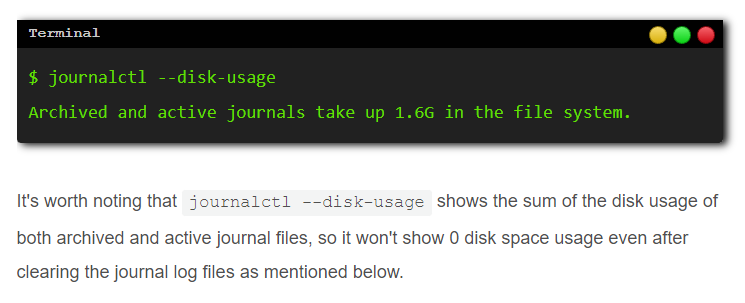 Terminal
$ journalctl --disk-usage
Archived and active journals take up 1.6G in the file system.
It's worth noting that journalctl --disk-usage shows the sum of the disk usage of
both archived and active journal files, so it won't show 0 disk space usage even after
clearing the journal log files as mentioned below.